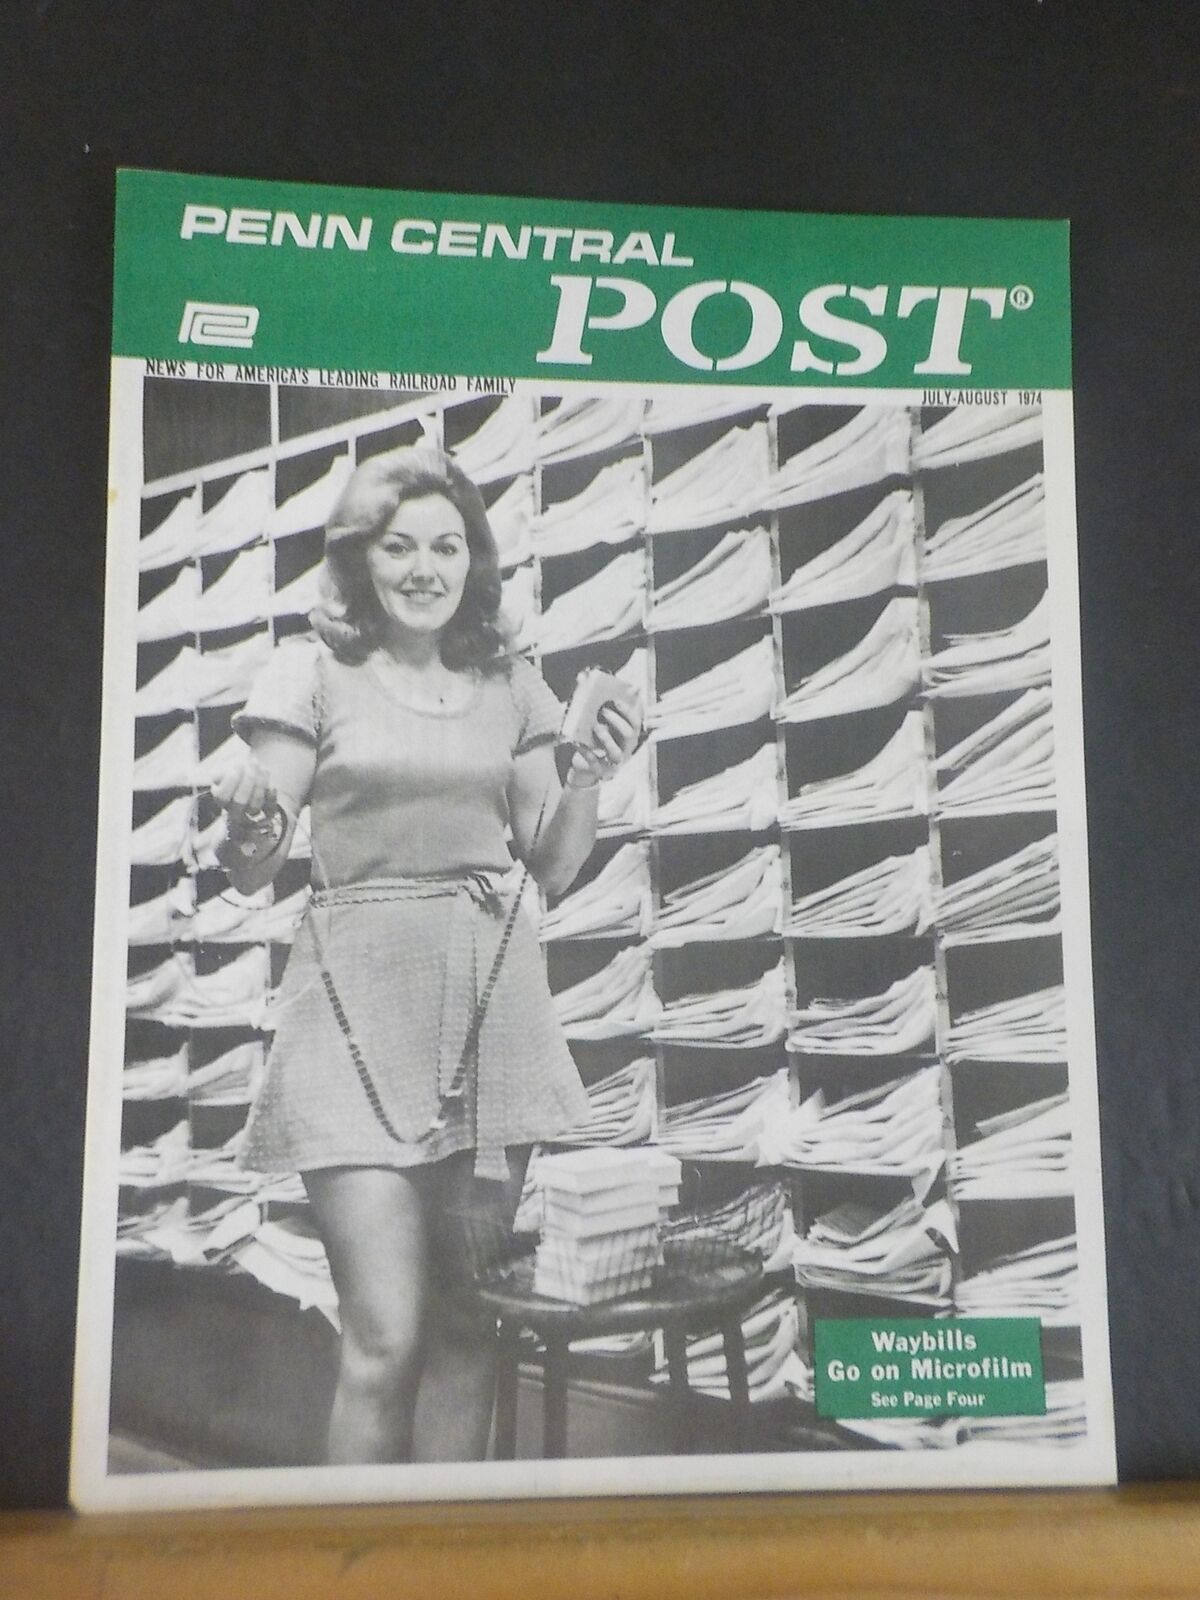 PENN CENTRAL
POST®
NEWS FOR AMERICA'S LEADING RAILROAD FAMILY
JULY-AUGUST 1974
Waybills
Go on Microfilm
See Page Four